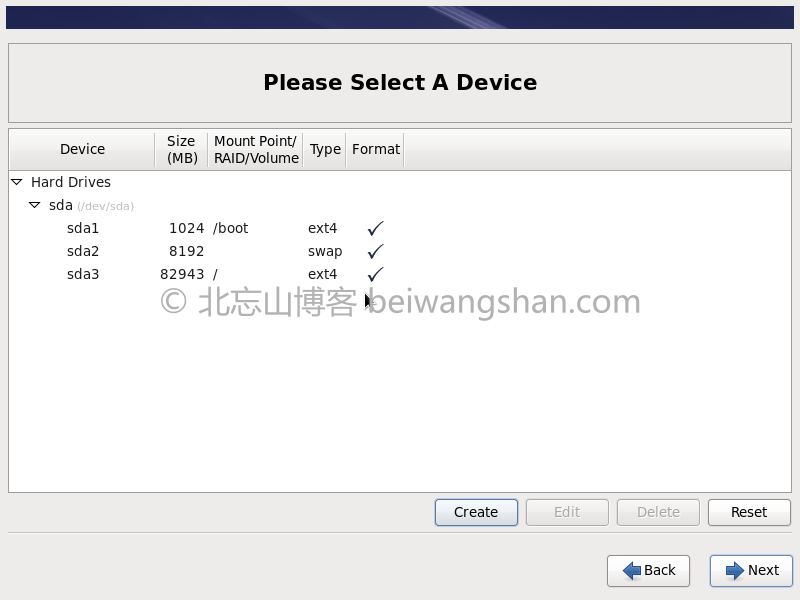 Please Select A Device
Device Size (MB) Mount Point/ RAID/Volume Type Format
Hard Drives
sda (/dev/sda)
sda1 1024 /boot ext4
sda2 8192 swap
sda3 82943 / ext4
© 北忘山博客 beiwangshan.com
Create Edit Delete Reset
Back Next